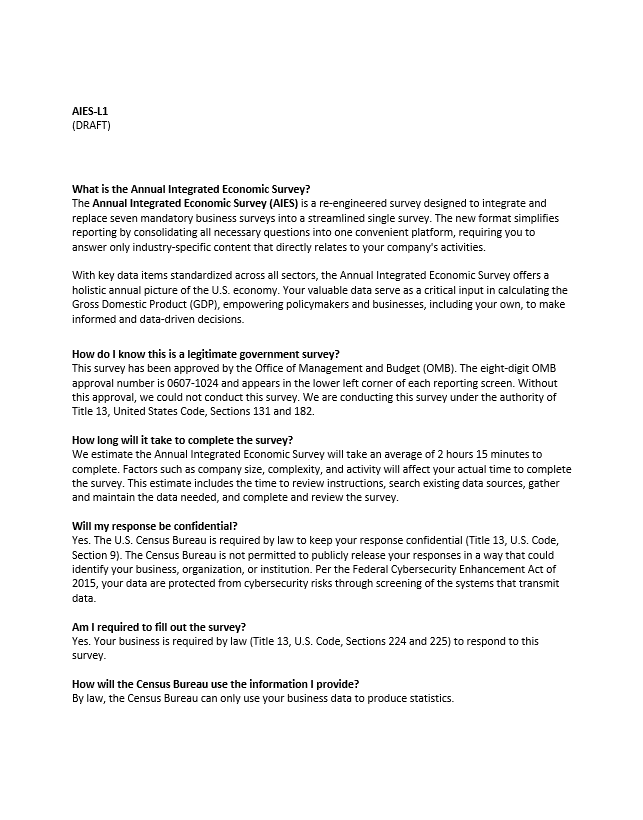 AIES-L1
(DRAFT)
What is the Annual Integrated Economic Survey?
The Annual Integrated Economic Survey (AIES) is a re-engineered survey designed to integrate and
replace seven mandatory business surveys into a streamlined single survey. The new format simplifies
reporting by consolidating all necessary questions into one convenient platform, requiring you to
answer only industry-specific content that directly relates to your company's activities.
With key data items standardized across all sectors, the Annual Integrated Economic Survey offers a
holistic annual picture of the U.S. economy. Your valuable data serve as a critical input in calculating the
Gross Domestic Product (GDP), empowering policymakers and businesses, including your own, to make
informed and data-driven decisions.
How do I know this is a legitimate government survey?
This survey has been approved by the Office of Management and Budget (OMB). The eight-digit OMB
approval number is 0607-1024 and appears in the lower left corner of each reporting screen. Without
this approval, we could not conduct this survey. We are conducting this survey under the authority of
Title 13, United States Code, Sections 131 and 182.
How long will it take to complete the survey?
We estimate the Annual Integrated Economic Survey will take an average of 2 hours 15 minutes to
complete. Factors such as company size, complexity, and activity will affect your actual time to complete
the survey. This estimate includes the time to review instructions, search existing data sources, gather
and maintain the data needed, and complete and review the survey.
Will my response be confidential?
Yes. The U.S. Census Bureau is required by law to keep your response confidential (Title 13, U.S. Code,
Section 9). The Census Bureau is not permitted to publicly release your responses in a way that could
identify your business, organization, or institution. Per the Federal Cybersecurity Enhancement Act of
2015, your data are protected from cybersecurity risks through screening of the systems that transmit
data.
Am I required to fill out the survey?
Yes. Your business is required by law (Title 13, U.S. Code, Sections 224 and 225) to respond to this
survey.
How will the Census Bureau use the information I provide?
By law, the Census Bureau can only use your business data to produce statistics.